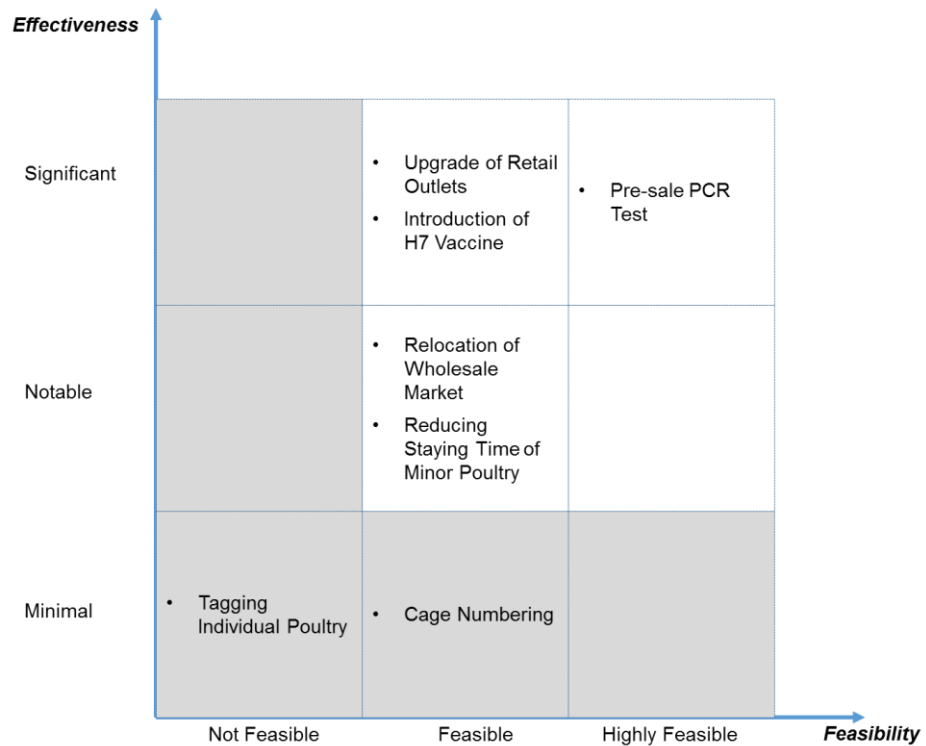 Effectiveness
Significant
• Upgrade of Retail
Outlets
• Introduction of
H7 Vaccine
• Pre-sale PCR
Test
Notable
• Relocation of
Wholesale
Market
• Reducing
Staying Time of
Minor Poultry
Minimal
• Tagging
Individual Poultry
• Cage Numbering
Not Feasible
Feasible
Highly Feasible
Feasibility